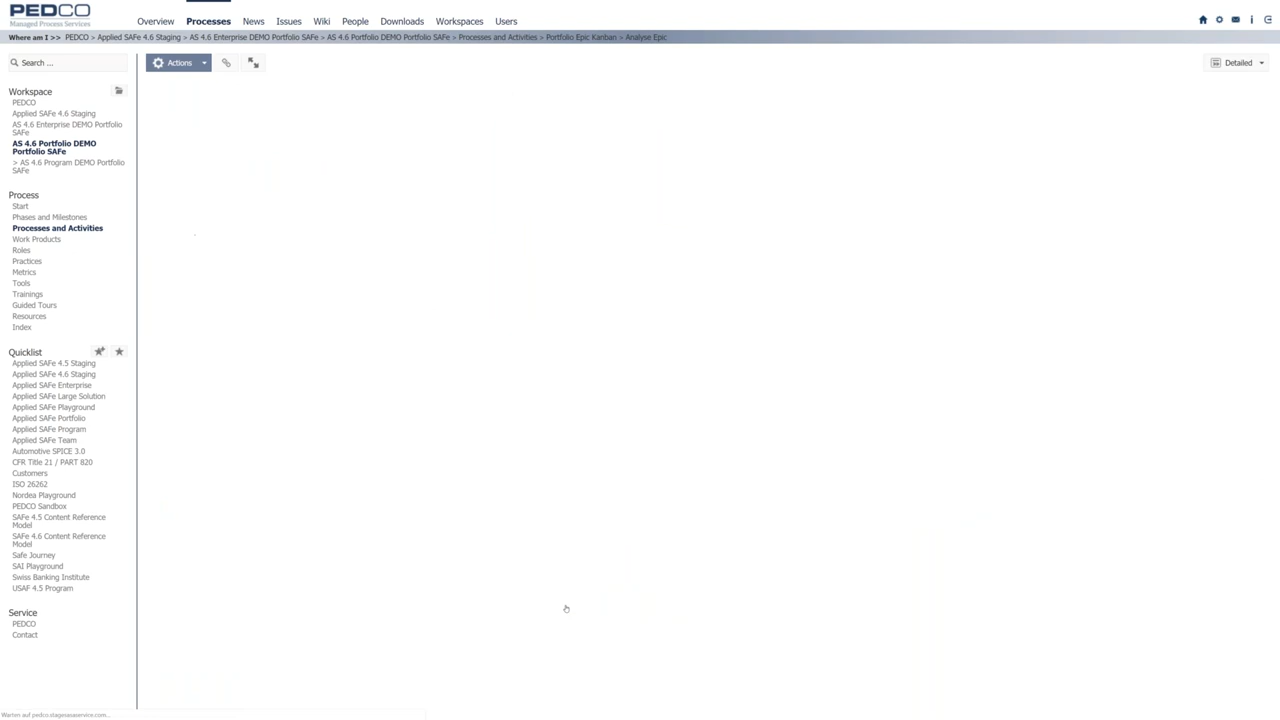 PEDCO
Managed Process Services
Overview Processes News Issues Wiki People Downloads Workspaces Users
Where am I >> PEDCO > Applied SAFe 4.6 Staging > AS 4.6 Enterprise DEMO Portfolio SAFe > AS 4.6 Portfolio DEMO Portfolio SAFe > Processes and Activities > Portfolio Epic Kanban > Analyse Epic
Search ...
Actions
Detailed
Workspace
PEDCO
Applied SAFe 4.6 Staging
AS 4.6 Enterprise DEMO Portfolio
SAFe
AS 4.6 Portfolio DEMO
Portfolio SAFe
> AS 4.6 Program DEMO Portfolio
SAFe
Process
Start
Phases and Milestones
Processes and Activities
Work Products
Roles
Practices
Metrics
Tools
Trainings
Guided Tours
Resources
Index
Quicklist
Applied SAFe 4.5 Staging
Applied SAFe 4.6 Staging
Applied SAFe Enterprise
Applied SAFe Large Solution
Applied SAFe Playground
Applied SAFe Portfolio
Applied SAFe Program
Applied SAFe Team
Automotive SPICE 3.0
CFR Title 21 / PART 820
Customers
ISO 26262
Nordea Playground
PEDCO Sandbox
SAFe 4.5 Content Reference
Model
SAFe 4.6 Content Reference
Model
Safe Journey
SAI Playground
Swiss Banking Institute
USAF 4.5 Program
Service
PEDCO
Contact
Warten auf pedco.stagesasaservice.com...